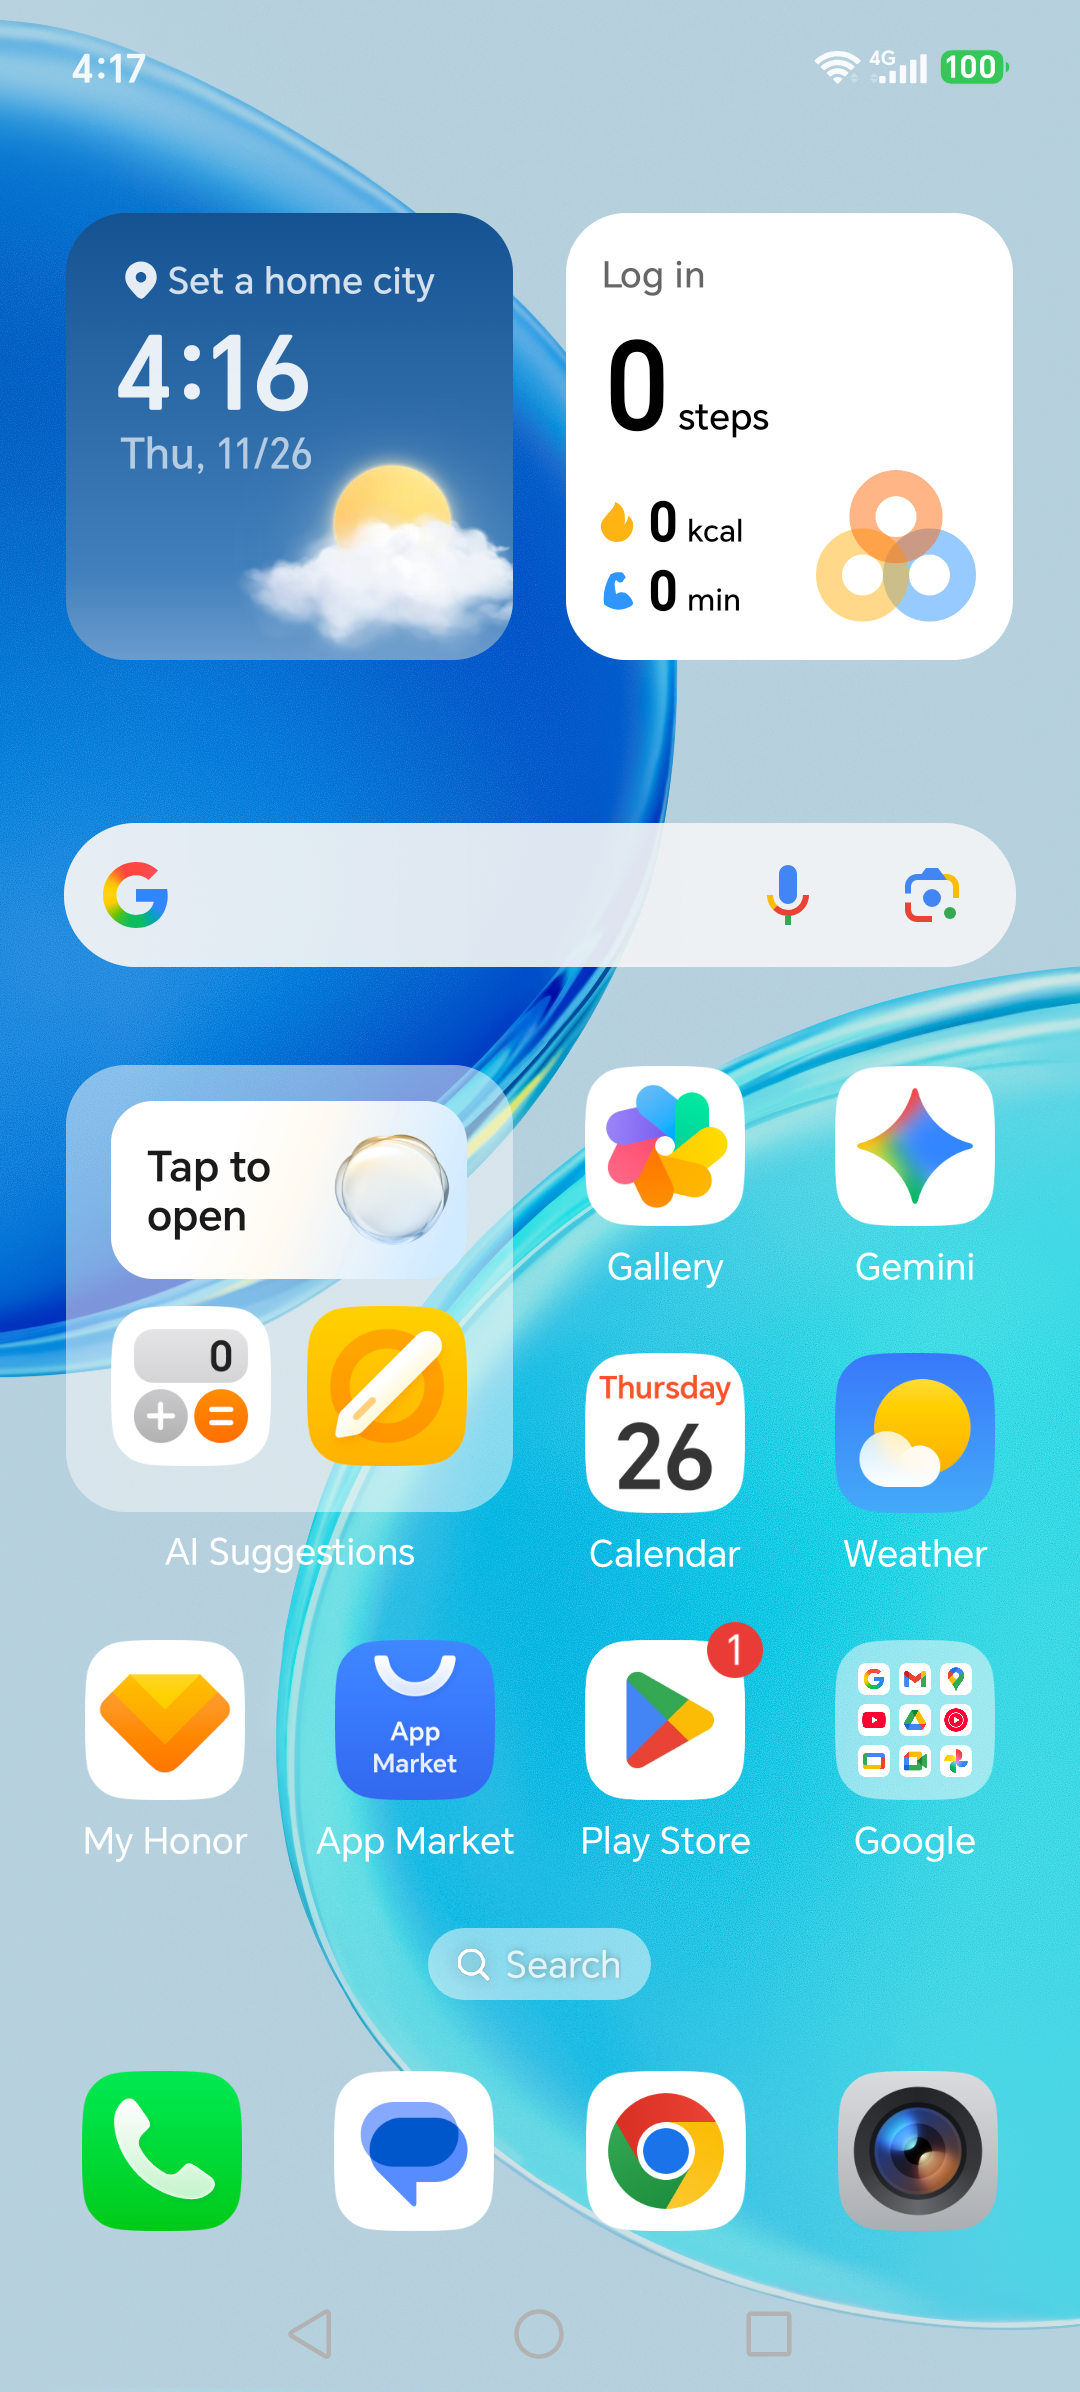 4:17
4G
100
Set a home city
4:16
Thu, 11/26
Log in
0 steps
0 kcal
0 min
Tap to
open
0
Gallery
Gemini
Thursday
26
AI Suggestions
Calendar
Weather
App
Market
1
My Honor
App Market
Play Store
Google
Search